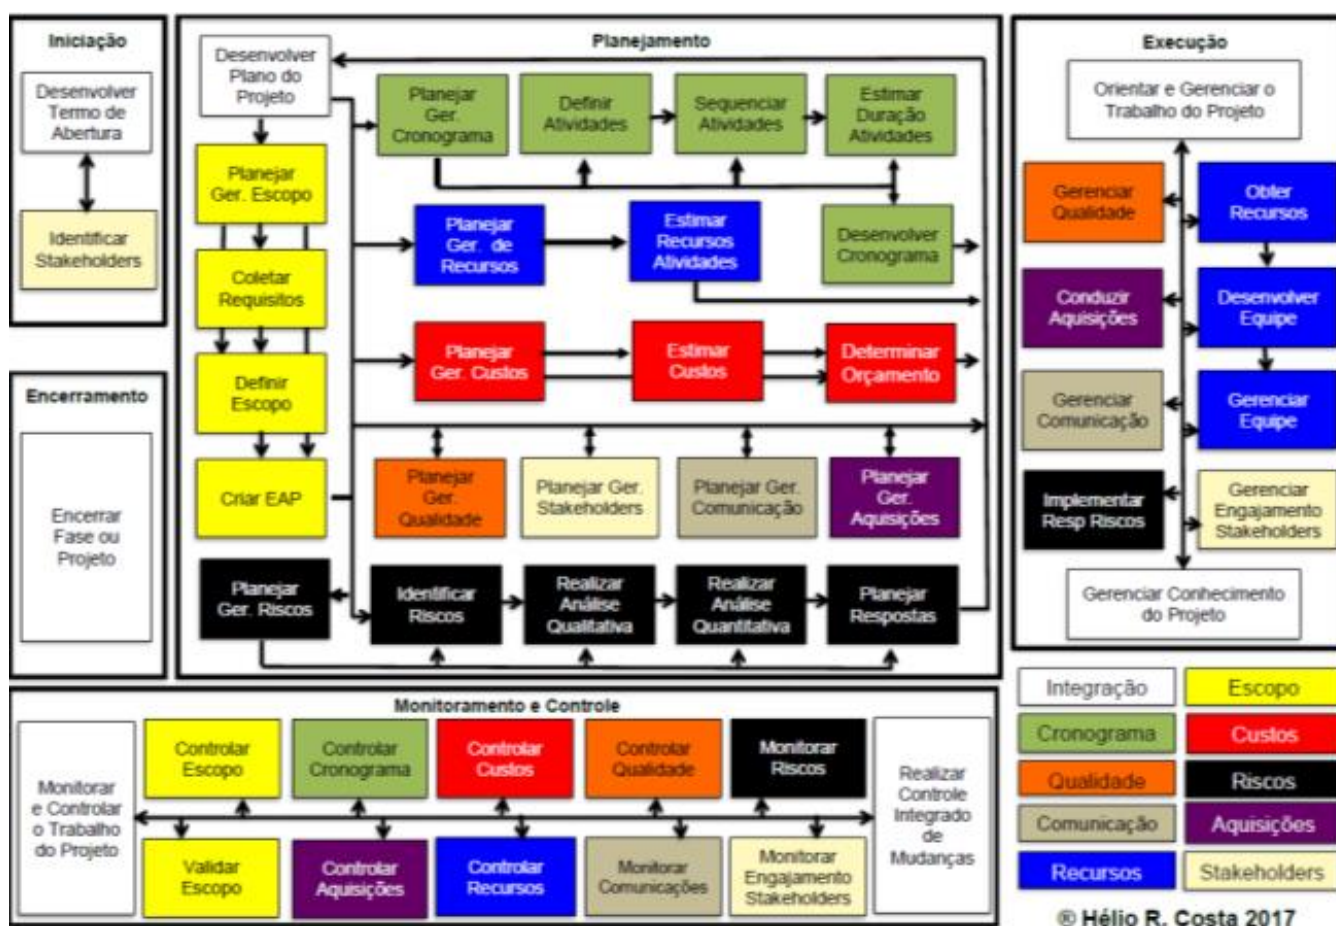 Iniciação
Desenvolver
Termo de
Abertura
Identificar
Stakeholders
Encerramento
Encerrar
Fase ou
Projeto
Planejamento
Desenvolver
Plano do
Projeto
Planejar
Ger.
Cronograma
Definir
Atividades
Sequenciar
Atividades
Estimar
Duração
Atividades
Planejar
Ger. Escopo
Planejar
Ger. de
Recursos
Estimar
Recursos
Atividades
Desenvolver
Cronograma
Coletar
Requisitos
Planejar
Ger. Custos
Estimar
Custos
Determinar
Orçamento
Definir
Escopo
Criar EAP
Planejar
Ger.
Qualidade
Planejar Ger.
Stakeholders
Planejar Ger.
Comunicação
Planejar
Ger.
Aquisições
Planejar
Ger. Riscos
Identificar
Riscos
Realizar
Análise
Qualitativa
Realizar
Análise
Quantitativa
Planejar
Respostas
Execução
Orientar e Gerenciar o
Trabalho do Projeto
Gerenciar
Qualidade
Obter
Recursos
Conduzir
Aquisições
Desenvolver
Equipe
Gerenciar
Comunicação
Gerenciar
Equipe
Implementar
Resp Riscos
Gerenciar
Engajamento
Stakeholders
Gerenciar Conhecimento
do Projeto
Monitoramento e Controle
Monitorar
e Controlar
o Trabalho
do Projeto
Controlar
Escopo
Controlar
Cronograma
Controlar
Custos
Controlar
Qualidade
Monitorar
Riscos
Validar
Escopo
Controlar
Aquisições
Controlar
Recursos
Monitorar
Comunicações
Monitorar
Engajamento
Stakeholders
Realizar
Controle
Integrado
de
Mudanças
Integração
Escopo
Cronograma
Custos
Qualidade
Riscos
Comunicação
Aquisições
Recursos
Stakeholders
® Hélio R. Costa 2017